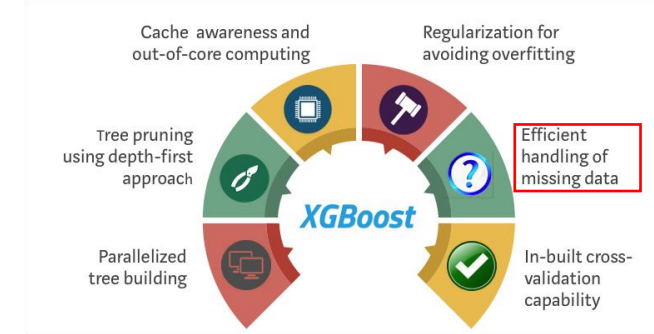 Cache awareness and
out-of-core computing
Regularization for
avoiding overfitting
Tree pruning
using depth-first
approach
?
Efficient
handling of
missing data
XGBoost
Parallelized
tree building
In-built cross-
validation
capability